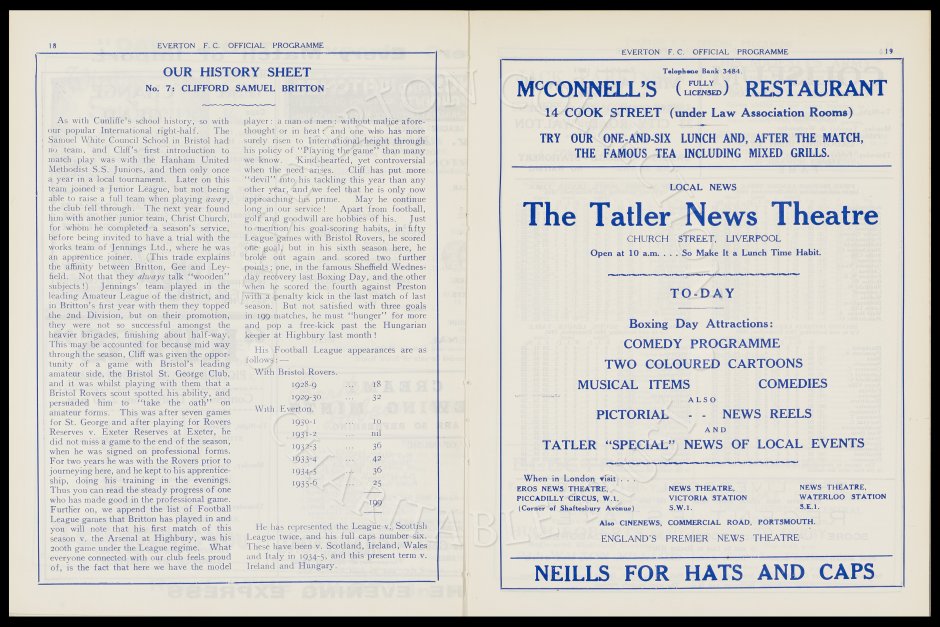 18
EVERTON F. C. OFFICIAL PROGRAMME
OUR HISTORY SHEET
No. 7: CLIFFORD SAMUEL BRITTON
As with Cunliffe's school history, so with
our popular International right-half. The
Samuel White Council School in Bristol had
no team, and Cliff's first introduction to
match play was with the Hanham United
Methodist S.S. Juniors, and then only once
a year in a local tournament. Later on this
team joined a Junior League, but not being
able to raise a full team when playing away,
the club fell through. The next year found
him with another junior team, Christ Church,
for whom he completed a season's service,
before being invited to have a trial with the
works team of Jennings Ltd., where he was
an apprentice joiner. (This trade explains
the affinity between Britton, Gee and Ley-
field. Not that they always talk "wooden"
subjects!) Jennings' team played in the
leading Amateur League of the district, and
in Britton's first year with them they topped
the 2nd Division, but on their promotion,
they were not so successful amongst the
heavier brigades, finishing about half-way.
This may be accounted for because mid way
through the season, Cliff was given the oppor-
tunity of a game with Bristol's leading
amateur side, the Bristol St. George Club,
and it was whilst playing with them that a
Bristol Rovers scout spotted his ability, and
persuaded him to "take the oath" on
amateur forms. This was after seven games
for St. George and after playing for Rovers
Reserves v. Exeter Reserves at Exeter, he
did not miss a game to the end of the season,
when he was signed on professional forms.
For two years he was with the Rovers prior to
journeying here, and he kept to his apprentice-
ship, doing his training in the evenings.
Thus you can read the steady progress of one
who has made good in the professional game.
Further on, we append the list of Football
League games that Britton has played in and
you will note that his first match of this
season v. the Arsenal at Highbury, was his
200th game under the League regime. What
everyone connected with our club feels proud
of, is the fact that here we have the model
player: a man of men: without malice afore-
thought or in heat: and one who has more
surely risen to International height through
his policy of "Playing the game" than many
we know. Kind-hearted, yet controversial
when the need arises. Cliff has put more
"devil" into his tackling this year than any
other year, and we feel that he is only now
approaching his prime. May he continue
long in our service! Apart from football,
golf and goodwill are hobbies of his. Just
to mention his goal-scoring habits, in fifty
League games with Bristol Rovers, he scored
one goal, but in his sixth season here, he
broke out again and scored two further
points; one, in the famous Sheffield Wednes-
day recovery last Boxing Day, and the other
when he scored the fourth against Preston
with a penalty kick in the last match of last
season. But not satisfied with three goals
in 199 matches, he must "hunger" for more
and pop a free-kick past the Hungarian
keeper at Highbury last month!
His Football League appearances are as
follows:—
With Bristol Rovers.
1928-9 ... 18
1929-30 ... 32
With Everton.
1930-1 ... 10
1931-2 ... nil
1932-3 ... 36
1933-4 ... 42
1934-5 ... 36
1935-6 ... 25
199
He has represented the League v. Scottish
League twice, and his full caps number six.
These have been v. Scotland, Ireland, Wales
and Italy in 1934-5, and this present term v.
Ireland and Hungary.
EVERTON F. C. OFFICIAL PROGRAMME
19
Telephone Bank 3484.
McCONNELL'S (FULLY LICENSED) RESTAURANT
14 COOK STREET (under Law Association Rooms)
TRY OUR ONE-AND-SIX LUNCH AND, AFTER THE MATCH,
THE FAMOUS TEA INCLUDING MIXED GRILLS.
LOCAL NEWS
The Tatler News Theatre
CHURCH STREET, LIVERPOOL
Open at 10 a.m. . . . So Make It a Lunch Time Habit.
TO-DAY
Boxing Day Attractions:
COMEDY PROGRAMME
TWO COLOURED CARTOONS
MUSICAL ITEMS COMEDIES
ALSO
PICTORIAL - - NEWS REELS
AND
TATLER "SPECIAL" NEWS OF LOCAL EVENTS
When in London visit . . .
EROS NEWS THEATRE,
PICCADILLY CIRCUS, W.1.
(Corner of Shaftesbury Avenue)
NEWS THEATRE,
VICTORIA STATION
S.W.1.
NEWS THEATRE,
WATERLOO STATION
S.E.1.
Also CINENEWS, COMMERCIAL ROAD, PORTSMOUTH.
ENGLAND'S PREMIER NEWS THEATRE
NEILLS FOR HATS AND CAPS